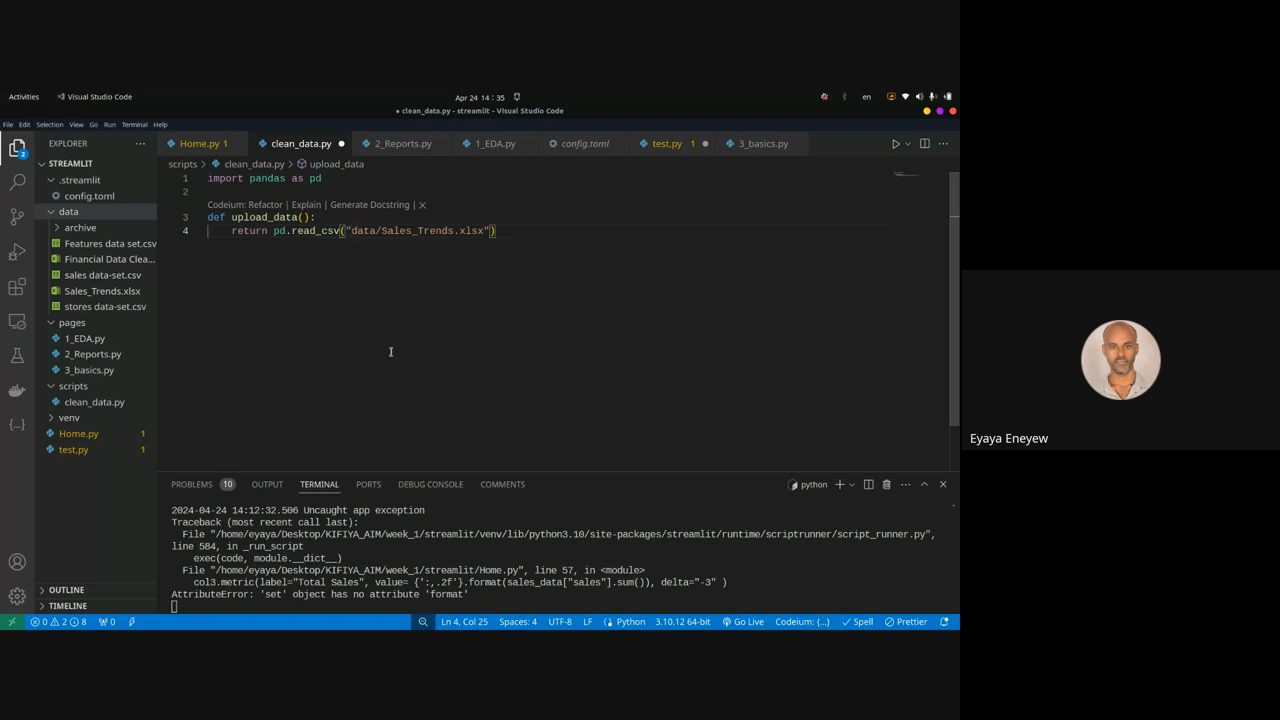 Activities
Visual Studio Code
Apr 24 14:35
en
● clean_data.py - streamlit - Visual Studio Code
File Edit Selection View Go Run Terminal Help
EXPLORER
Home.py 1
clean_data.py
2_Reports.py
1_EDA.py
config.toml
test,py 1
3_basics.py
scripts > clean_data.py > upload_data
STREAMLIT
.streamlit
config.toml
data
archive
Features data set.csv
Financial Data Clea...
sales data-set.csv
Sales_Trends.xlsx
stores data-set.csv
pages
1_EDA.py
2_Reports.py
3_basics.py
scripts
clean_data.py
venv
Home.py 1
test,py 1
OUTLINE
TIMELINE
1 import pandas as pd
2
Codeium: Refactor | Explain | Generate Docstring | ×
3 def upload_data():
4 return pd.read_csv("data/Sales_Trends.xlsx")
PROBLEMS 10 OUTPUT TERMINAL PORTS DEBUG CONSOLE COMMENTS
python
2024-04-24 14:12:32.506 Uncaught app exception
Traceback (most recent call last):
File "/home/eyaya/Desktop/KIFIYA_AIM/week_1/streamlit/venv/lib/python3.10/site-packages/streamlit/runtime/scriptrunner/script_runner.py",
line 584, in _run_script
exec(code, module.__dict__)
File "/home/eyaya/Desktop/KIFIYA_AIM/week_1/streamlit/Home.py", line 57, in <module>
col3.metric(label="Total Sales", value= {':,.2f'}.format(sales_data["sales"].sum()), delta="-3" )
AttributeError: 'set' object has no attribute 'format'
0 2 8 0
Ln 4, Col 25 Spaces: 4 UTF-8 LF Python 3.10.12 64-bit Go Live Codeium: {...} Spell Prettier
2
Eyaya Eneyew